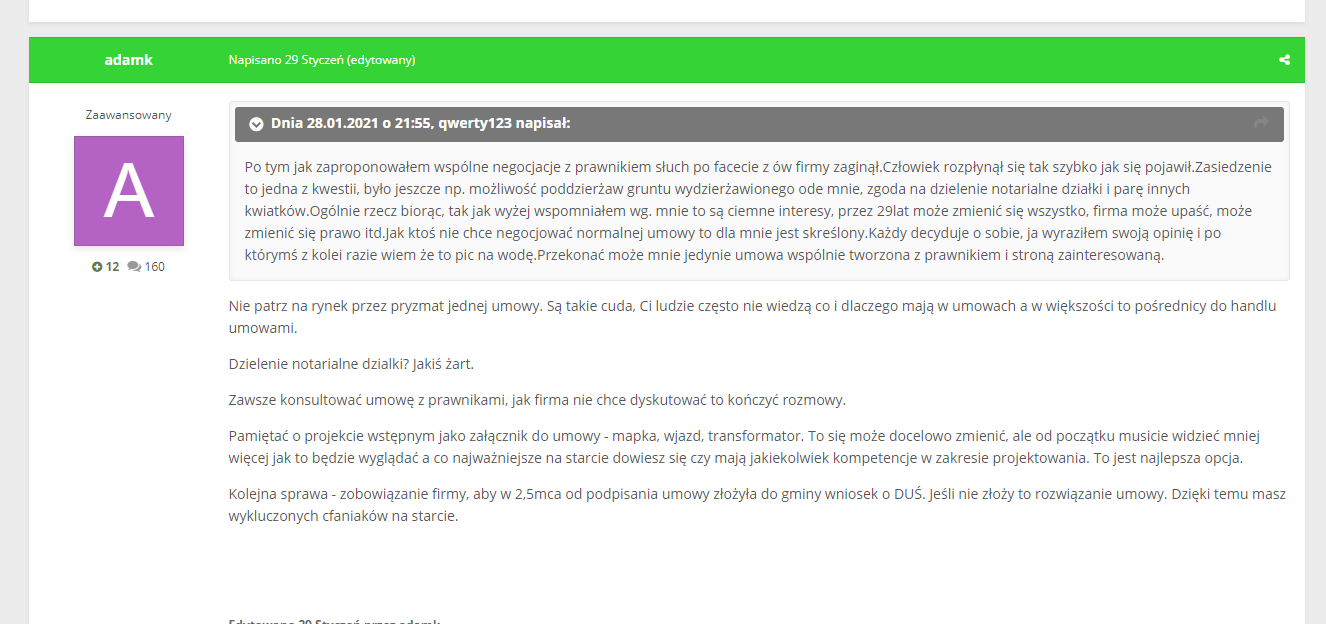 adamk
Napisano 29 Styczeń (edytowany)
Zaawansowany
A
12 160
Dnia 28.01.2021 o 21:55, qwerty123 napisał:
Po tym jak zaproponowałem wspólne negocjacje z prawnikiem słuch po facecie z ów firmy zaginął.Człowiek rozpłynął się tak szybko jak się pojawił.Zasiedzenie
to jedna z kwestii, było jeszcze np. możliwość poddzierżaw gruntu wydzierżawionego ode mnie, zgoda na dzielenie notarialne działki i parę innych
kwiatków.Ogólnie rzecz biorąc, tak jak wyżej wspomniałem wg. mnie to są ciemne interesy, przez 29lat może zmienić się wszystko, firma może upaść, może
zmienić się prawo itd.Jak ktoś nie chce negocjować normalnej umowy to dla mnie jest skreślony.Każdy decyduje o sobie, ja wyraziłem swoją opinię i po
którymś z kolei razie wiem że to pic na wodę.Przekonać może mnie jedynie umowa wspólnie tworzona z prawnikiem i stroną zainteresowaną.
Nie patrz na rynek przez pryzmat jednej umowy. Są takie cuda, Ci ludzie często nie wiedzą co i dlaczego mają w umowach a w większości to pośrednicy do handlu
umowami.
Dzielenie notarialne dzialki? Jakiś żart.
Zawsze konsultować umowę z prawnikami, jak firma nie chce dyskutować to kończyć rozmowy.
Pamiętać o projekcie wstępnym jako załącznik do umowy - mapka, wjazd, transformator. To się może docelowo zmienić, ale od początku musicie widzieć mniej
więcej jak to będzie wyglądać a co najważniejsze na starcie dowiesz się czy mają jakiekolwiek kompetencje w zakresie projektowania. To jest najlepsza opcja.
Kolejna sprawa - zobowiązanie firmy, aby w 2,5mca od podpisania umowy złożyła do gminy wniosek o DUŚ. Jeśli nie złoży to rozwiązanie umowy. Dzięki temu masz
wykluczonych cfaniaków na starcie.
Edytowano 29 Styczeń przez adamk